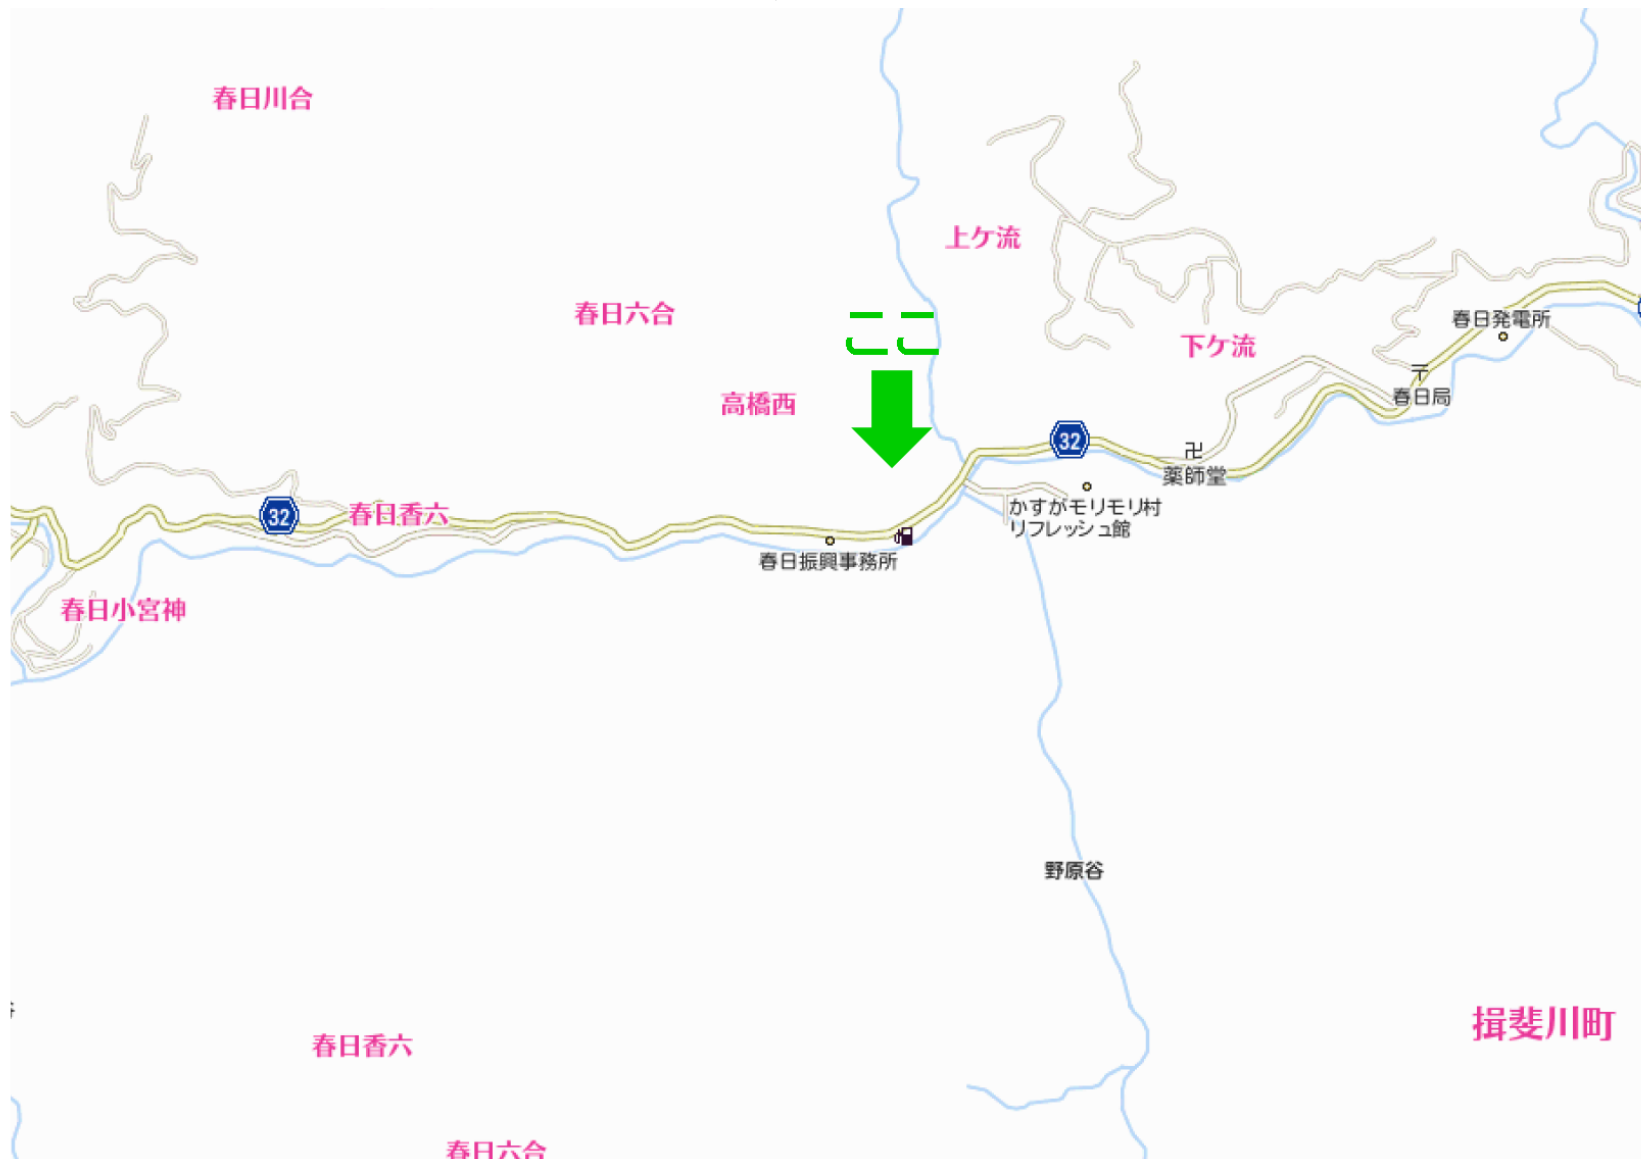 春日川合
上ケ流
春日六合
ここ
春日発電所
下ケ流
春日局
高橋西
32
薬師堂
かすがモリモリ村
リフレッシュ館
32
春日香六
春日振興事務所
春日小宮神
野原谷
揖斐川町
春日香六
春日六合